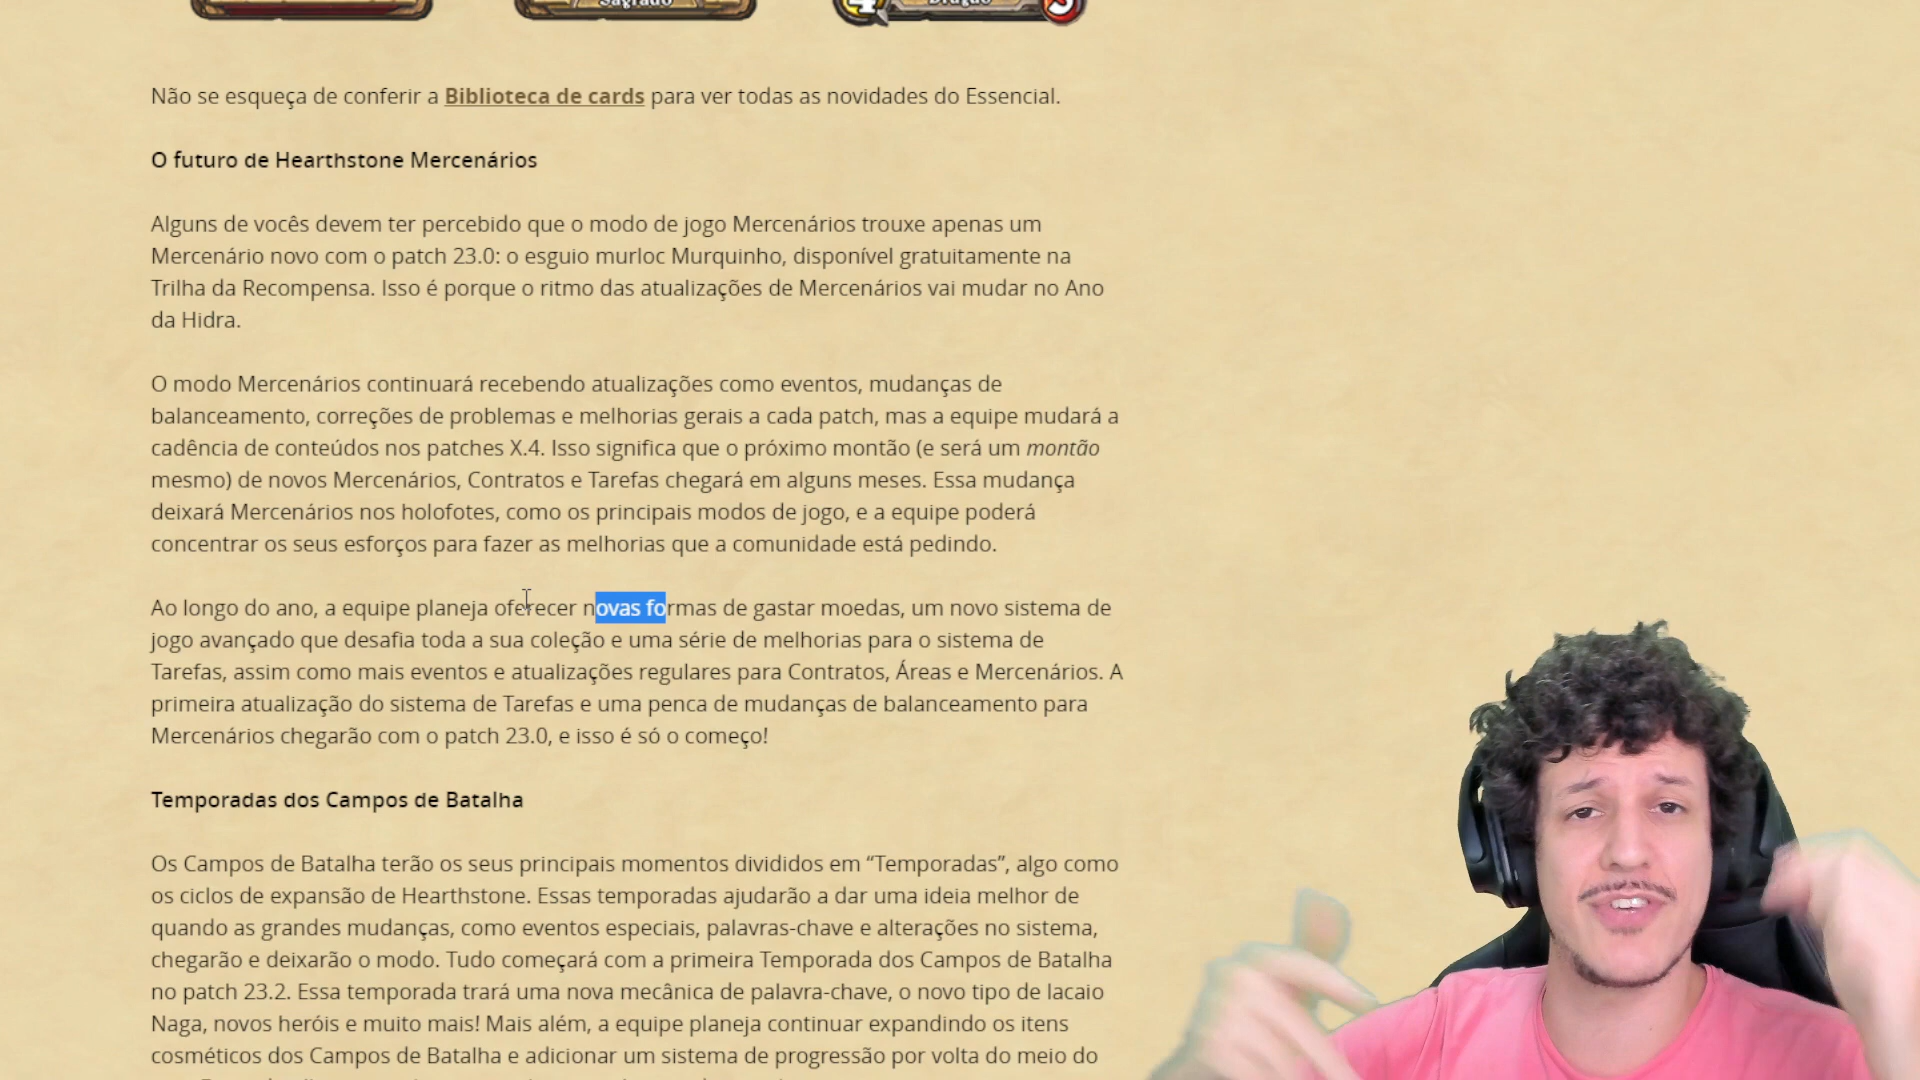 Sagrado
4
Dragão
Não se esqueça de conferir a Biblioteca de cards para ver todas as novidades do Essencial.
O futuro de Hearthstone Mercenários
Alguns de vocês devem ter percebido que o modo de jogo Mercenários trouxe apenas um
Mercenário novo com o patch 23.0: o esguio murloc Murquinho, disponível gratuitamente na
Trilha da Recompensa. Isso é porque o ritmo das atualizações de Mercenários vai mudar no Ano
da Hidra.
O modo Mercenários continuará recebendo atualizações como eventos, mudanças de
balanceamento, correções de problemas e melhorias gerais a cada patch, mas a equipe mudará a
cadência de conteúdos nos patches X.4. Isso significa que o próximo montão (e será um montão
mesmo) de novos Mercenários, Contratos e Tarefas chegará em alguns meses. Essa mudança
deixará Mercenários nos holofotes, como os principais modos de jogo, e a equipe poderá
concentrar os seus esforços para fazer as melhorias que a comunidade está pedindo.
Ao longo do ano, a equipe planeja oferecer novas formas de gastar moedas, um novo sistema de
jogo avançado que desafia toda a sua coleção e uma série de melhorias para o sistema de
Tarefas, assim como mais eventos e atualizações regulares para Contratos, Áreas e Mercenários. A
primeira atualização do sistema de Tarefas e uma penca de mudanças de balanceamento para
Mercenários chegarão com o patch 23.0, e isso é só o começo!
Temporadas dos Campos de Batalha
Os Campos de Batalha terão os seus principais momentos divididos em “Temporadas”, algo como
os ciclos de expansão de Hearthstone. Essas temporadas ajudarão a dar uma ideia melhor de
quando as grandes mudanças, como eventos especiais, palavras-chave e alterações no sistema,
chegarão e deixarão o modo. Tudo começará com a primeira Temporada dos Campos de Batalha
no patch 23.2. Essa temporada trará uma nova mecânica de palavra-chave, o novo tipo de lacaio
Naga, novos heróis e muito mais! Mais além, a equipe planeja continuar expandindo os itens
cosméticos dos Campos de Batalha e adicionar um sistema de progressão por volta do meio do